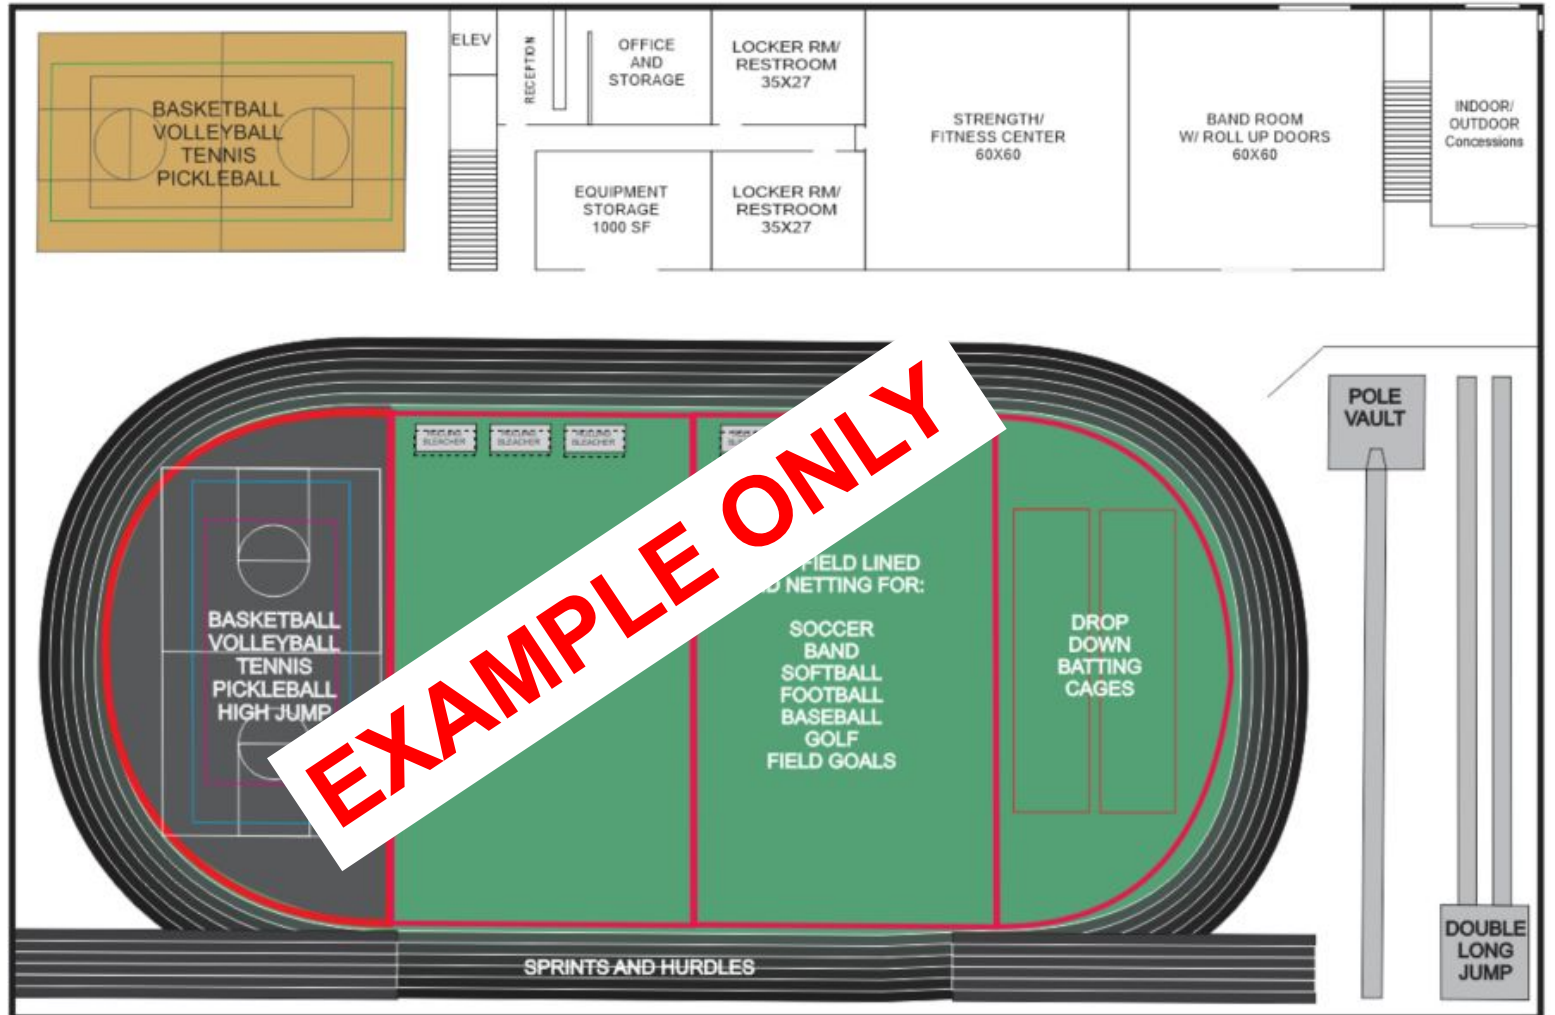 BASKETBALL
VOLLEYBALL
TENNIS
PICKLEBALL
ELEV
RECEPTION
OFFICE
AND
STORAGE
LOCKER RM/
RESTROOM
35X27
EQUIPMENT
STORAGE
1000 SF
LOCKER RM/
RESTROOM
35X27
STRENGTH/
FITNESS CENTER
60X60
BAND ROOM
W/ ROLL UP DOORS
60X60
INDOOR/
OUTDOOR
Concessions
BLEACHER
BLEACHER
BLEACHER
EXAMPLE ONLY
BASKETBALL
VOLLEYBALL
TENNIS
PICKLEBALL
HIGH JUMP
FIELD LINED
NETTING FOR:
SOCCER
BAND
SOFTBALL
FOOTBALL
BASEBALL
GOLF
FIELD GOALS
DROP
DOWN
BATTING
CAGES
POLE
VAULT
DOUBLE
LONG
JUMP
SPRINTS AND HURDLES